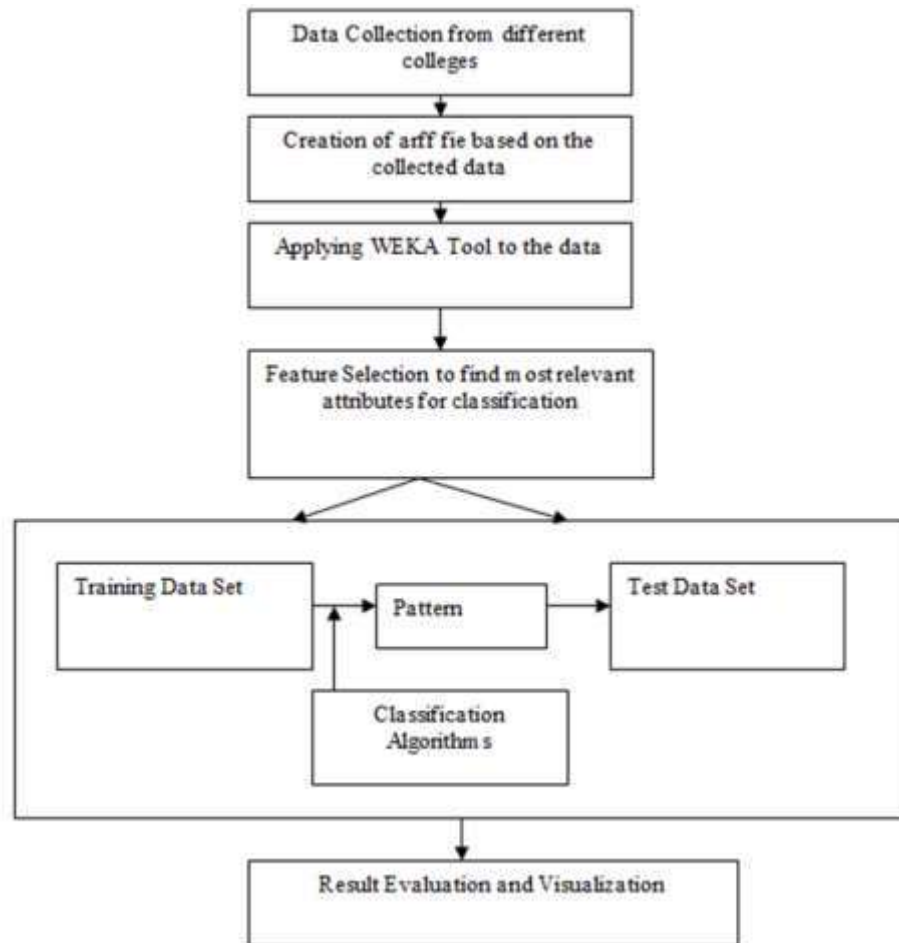 Data Collection from different
colleges
Creation of arff fie based on the
collected data
Applying WEKA Tool to the data
Feature Selection to find most relevant
attributes for classification
Training Data Set
Pattern
Test Data Set
Classification
Algorithms
Result Evaluation and Visualization